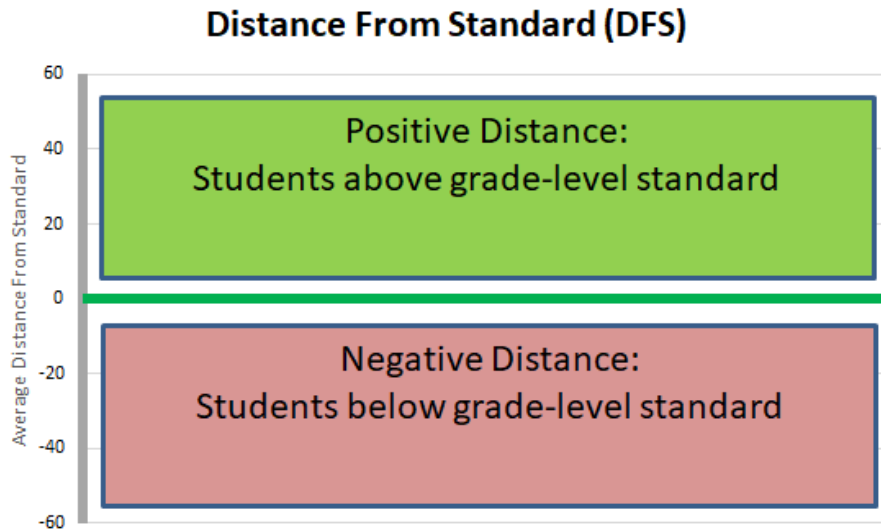 Distance From Standard (DFS)
Average Distance From Standard
60
40
20
0
-20
-40
-60
Positive Distance:
Students above grade-level standard
Negative Distance:
Students below grade-level standard